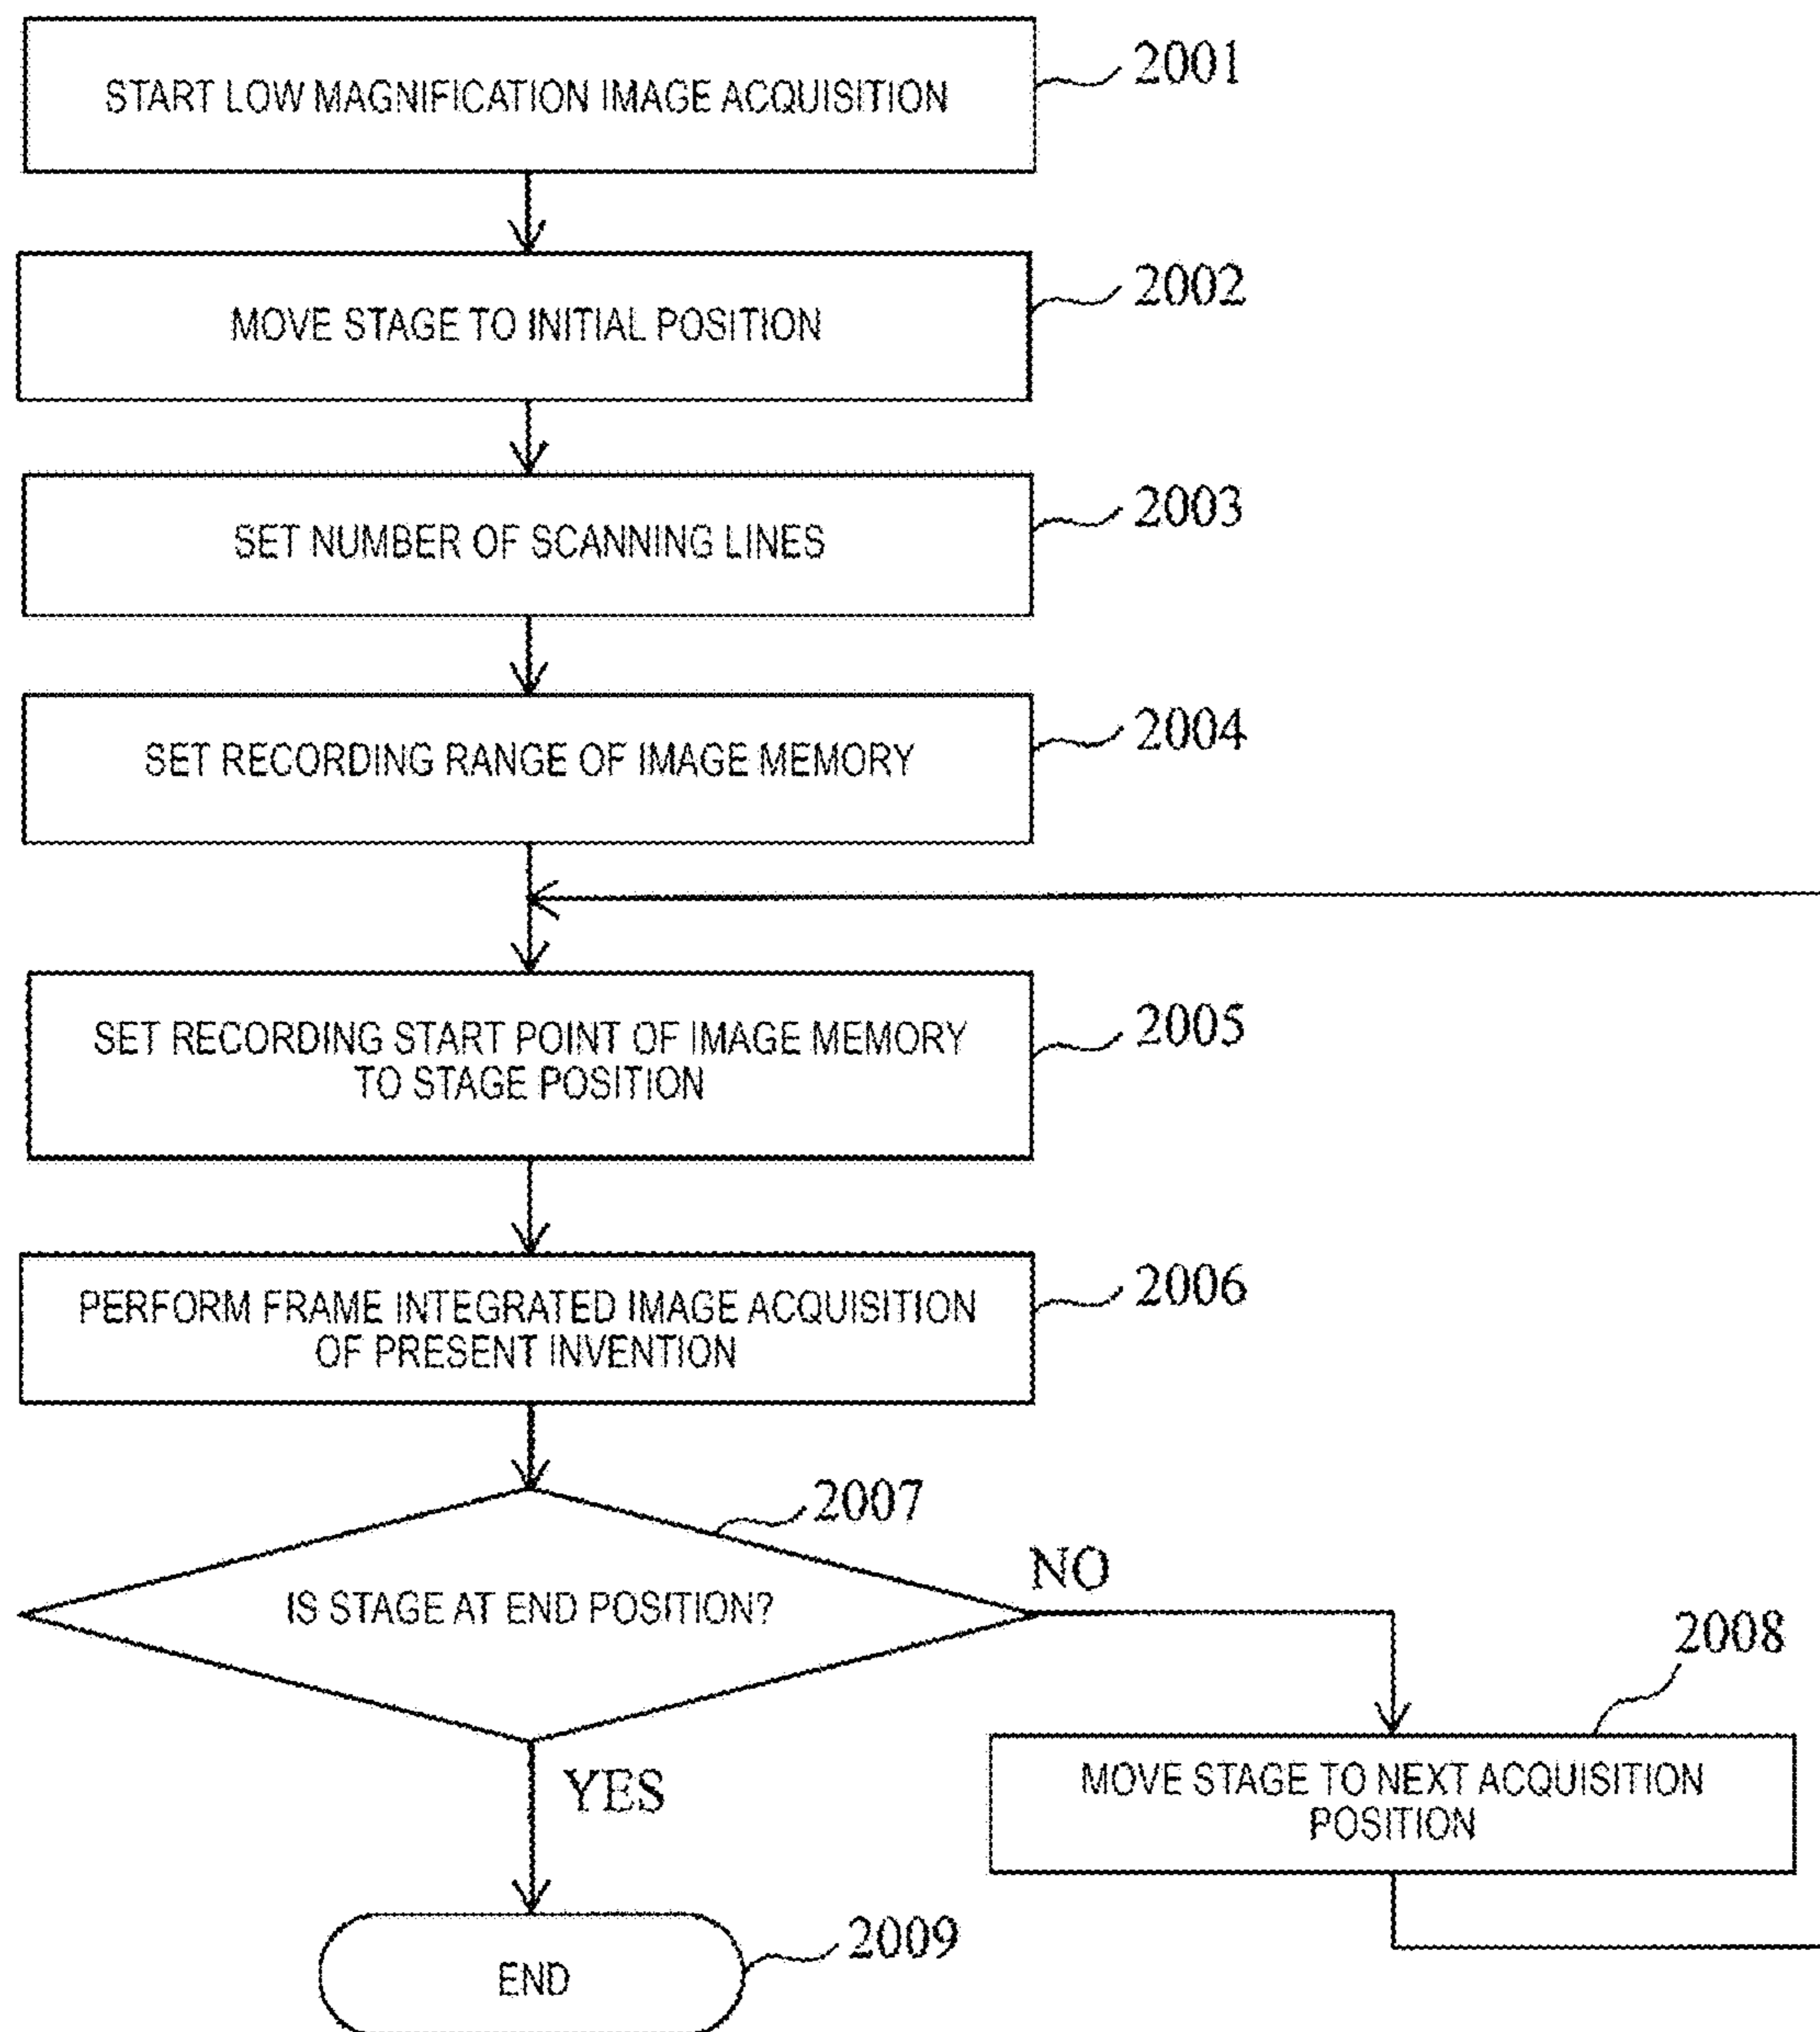 START LOW MAGNIFICATION IMAGE ACQUISITION
2001
MOVE STAGE TO INITIAL POSITION
2002
SET NUMBER OF SCANNING LINES
2003
SET RECORDING RANGE OF IMAGE MEMORY
2004
SET RECORDING START POINT OF IMAGE MEMORY
TO STAGE POSITION
2005
PERFORM FRAME INTEGRATED IMAGE ACQUISITION
OF PRESENT INVENTION
2006
2007
IS STAGE AT END POSITION?
NO
2008
MOVE STAGE TO NEXT ACQUISITION
POSITION
YES
2009
END